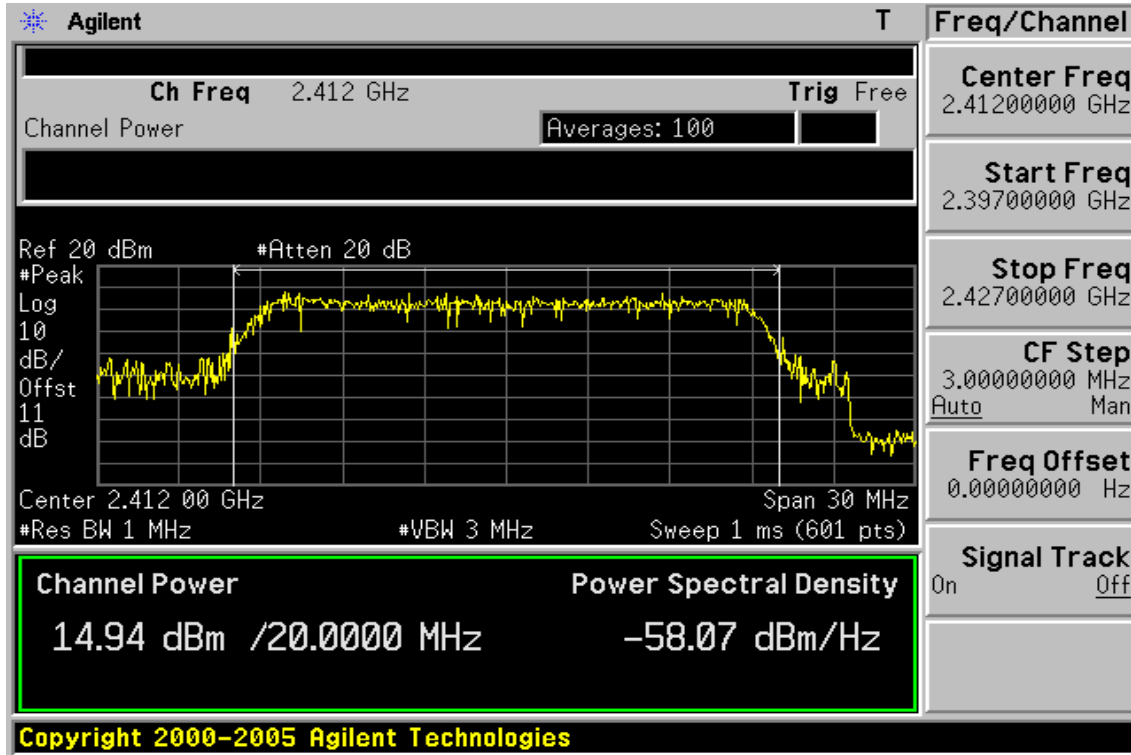 Agilent T
Ch Freq 2.412 GHz Trig Free
Channel Power Averages: 100
Ref 20 dBm #Atten 20 dB
#Peak
Log
10
dB/
Offst
11
dB
Center 2.412 00 GHz Span 30 MHz
#Res BW 1 MHz #VBW 3 MHz Sweep 1 ms (601 pts)
Channel Power Power Spectral Density
14.94 dBm /20.0000 MHz -58.07 dBm/Hz
Copyright 2000-2005 Agilent Technologies
Freq/Channel
Center Freq
2.41200000 GHz
Start Freq
2.39700000 GHz
Stop Freq
2.42700000 GHz
CF Step
3.00000000 MHz
Auto Man
Freq Offset
0.00000000 Hz
Signal Track
On Off